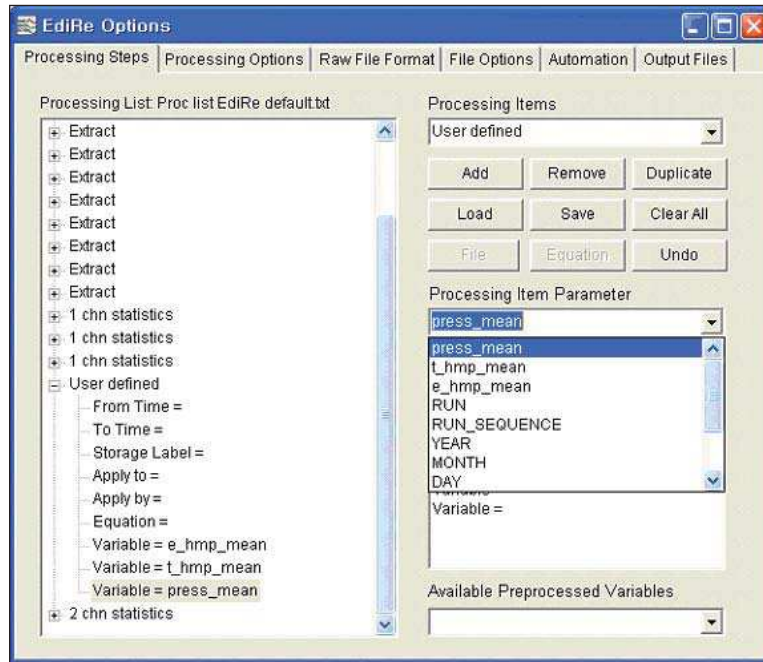 EdiRe Options
Processing Steps
Processing Options
Raw File Format
File Options
Automation
Output Files
Processing List: Proc list EdiRe default.txt
Extract
Extract
Extract
Extract
Extract
Extract
Extract
Extract
1 chn statistics
1 chn statistics
1 chn statistics
User defined
From Time =
To Time =
Storage Label =
Apply to =
Apply by =
Equation =
Variable = e_hmp_mean
Variable = t_hmp_mean
Variable = press_mean
2 chn statistics
Processing Items
User defined
Add
Remove
Duplicate
Load
Save
Clear All
File
Equation
Undo
Processing Item Parameter
press_mean
press_mean
t_hmp_mean
e_hmp_mean
RUN
RUN_SEQUENCE
YEAR
MONTH
DAY
Variable =
Available Preprocessed Variables